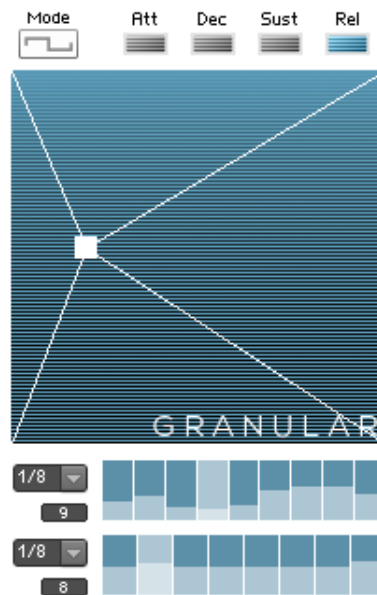 Mode Att Dec Sust Rel
GRANULAR
1/8
9
1/8
8